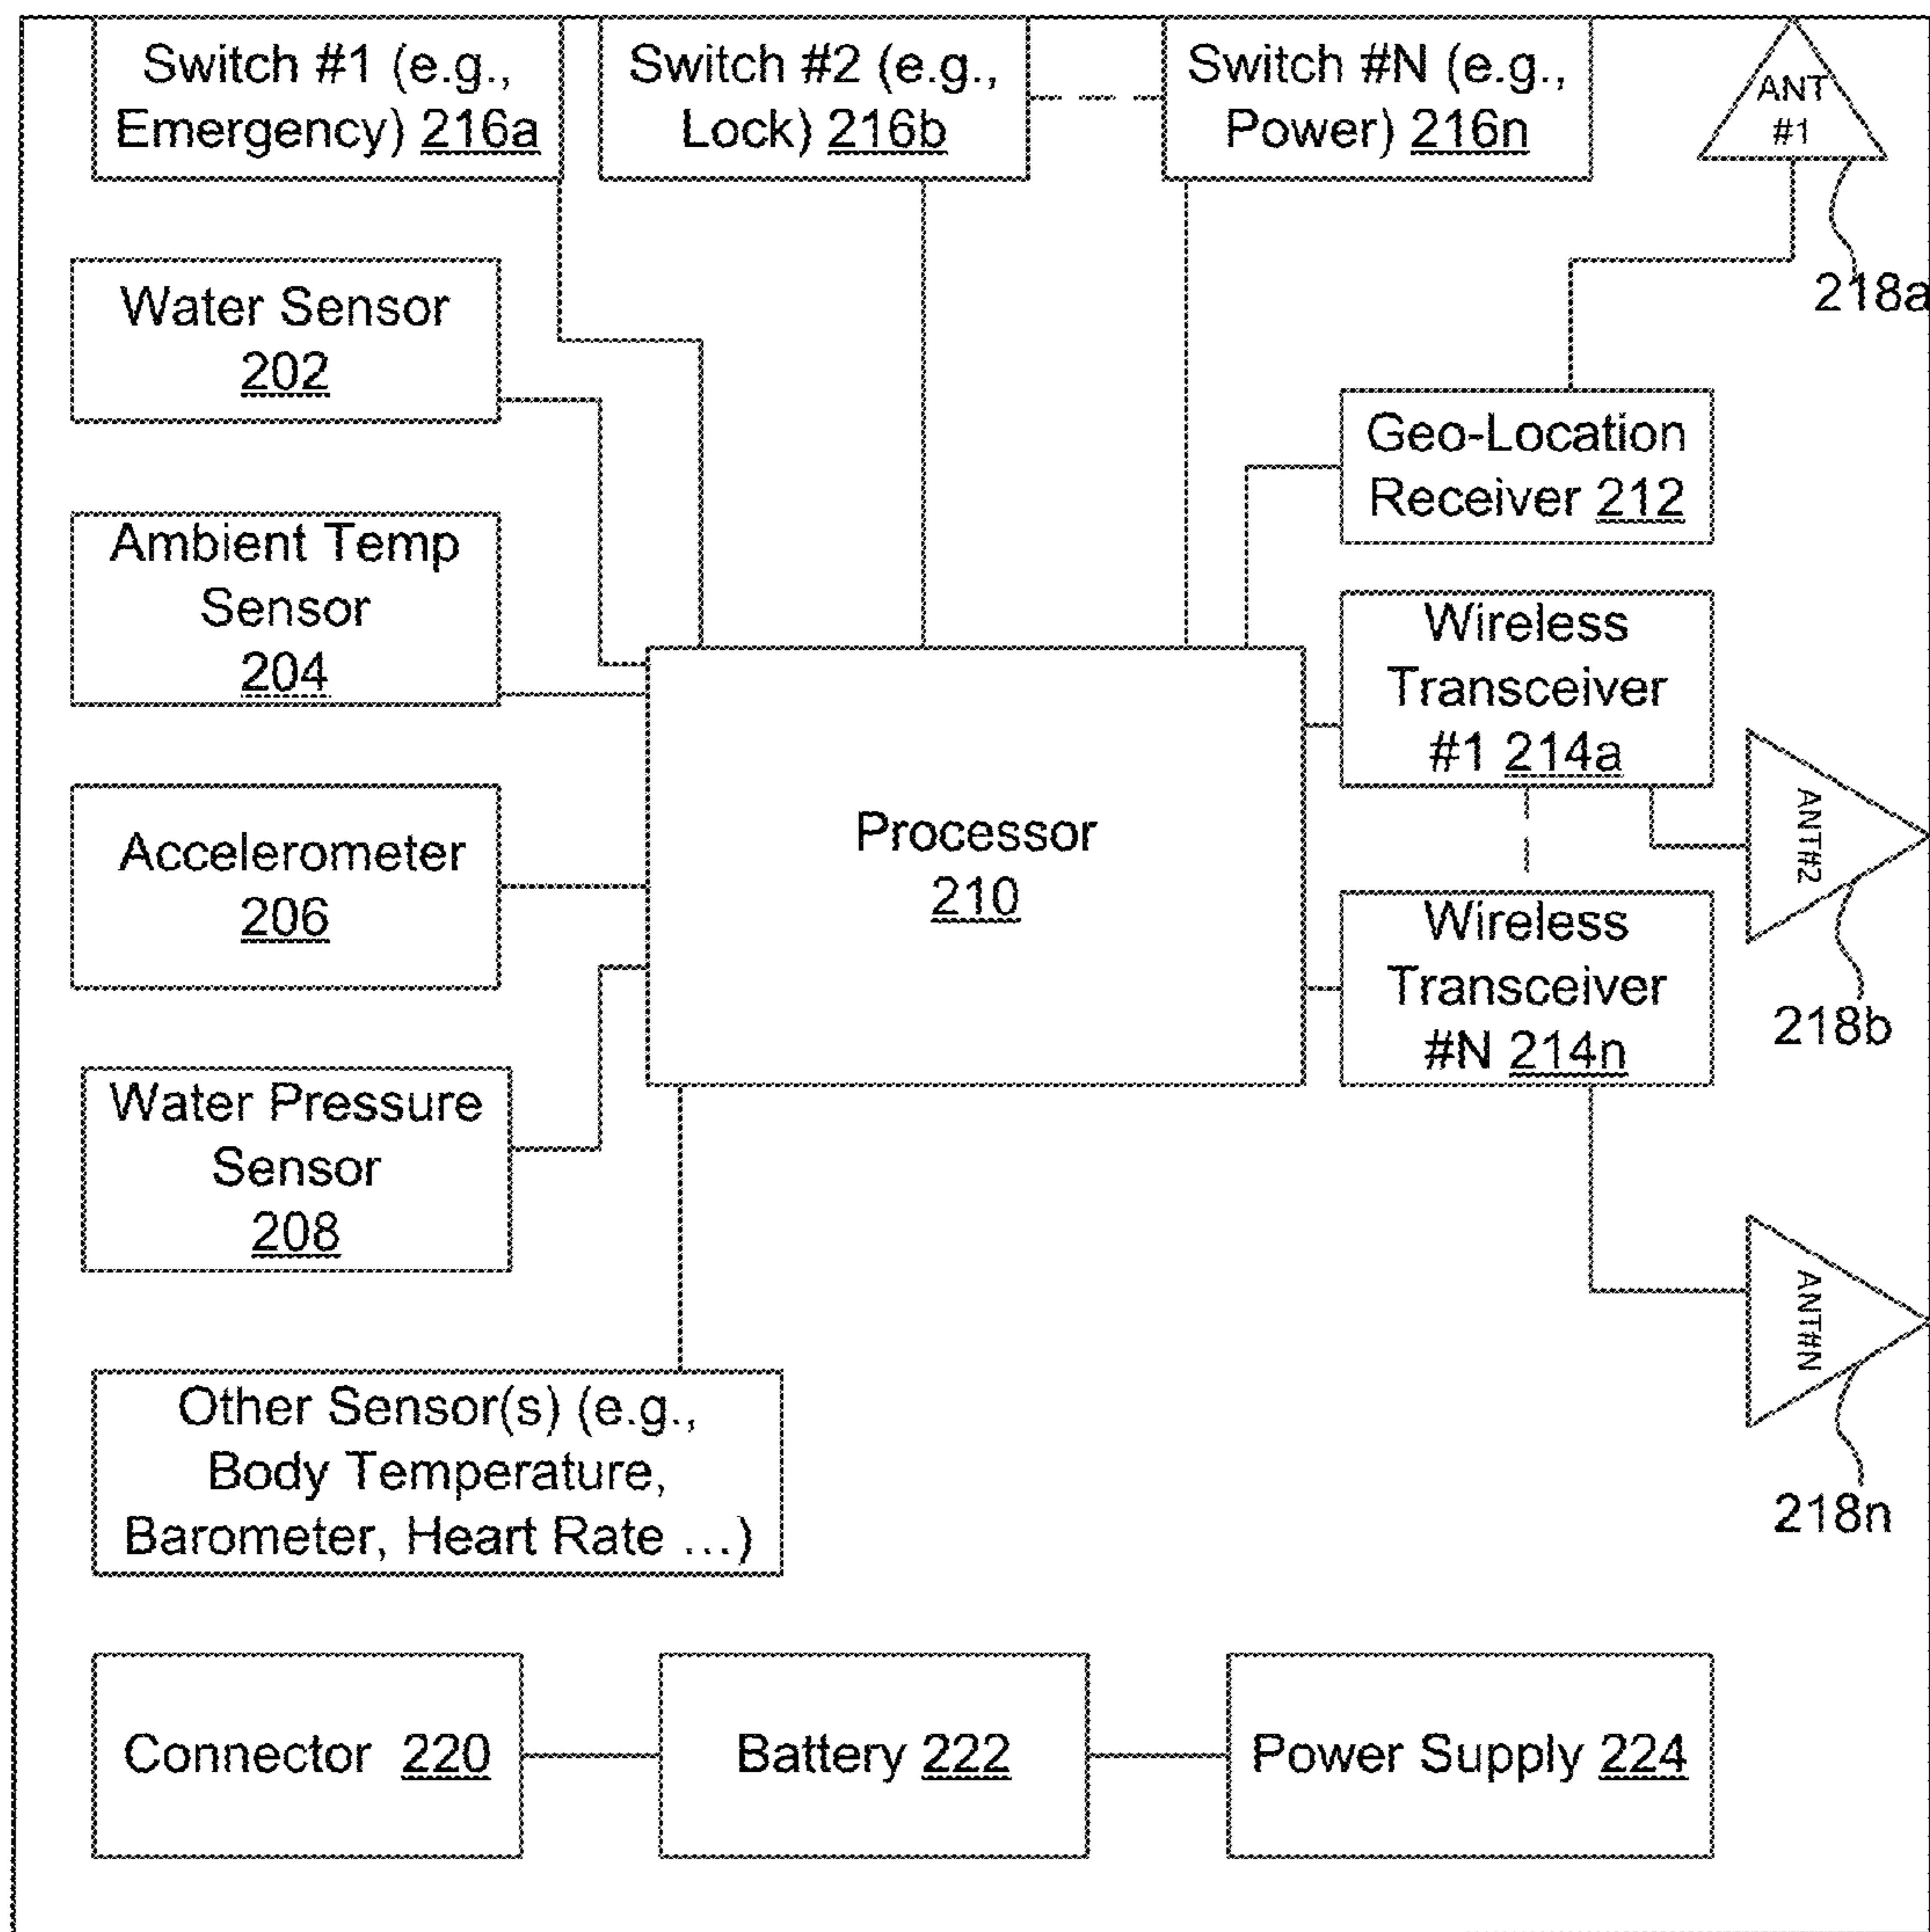 Switch #1 (e.g.,
Emergency) 216a
Switch #2 (e.g.,
Lock) 216b
Switch #N (e.g.,
Power) 216n
ANT
#1
218a
Water Sensor
202
Geo-Location
Receiver 212
Ambient Temp
Sensor
204
Wireless
Transceiver
#1 214a
ANT#2
218b
Accelerometer
206
Processor
210
Wireless
Transceiver
#N 214n
Water Pressure
Sensor
208
ANT#N
218n
Other Sensor(s) (e.g.,
Body Temperature,
Barometer, Heart Rate ...)
Connector 220
Battery 222
Power Supply 224